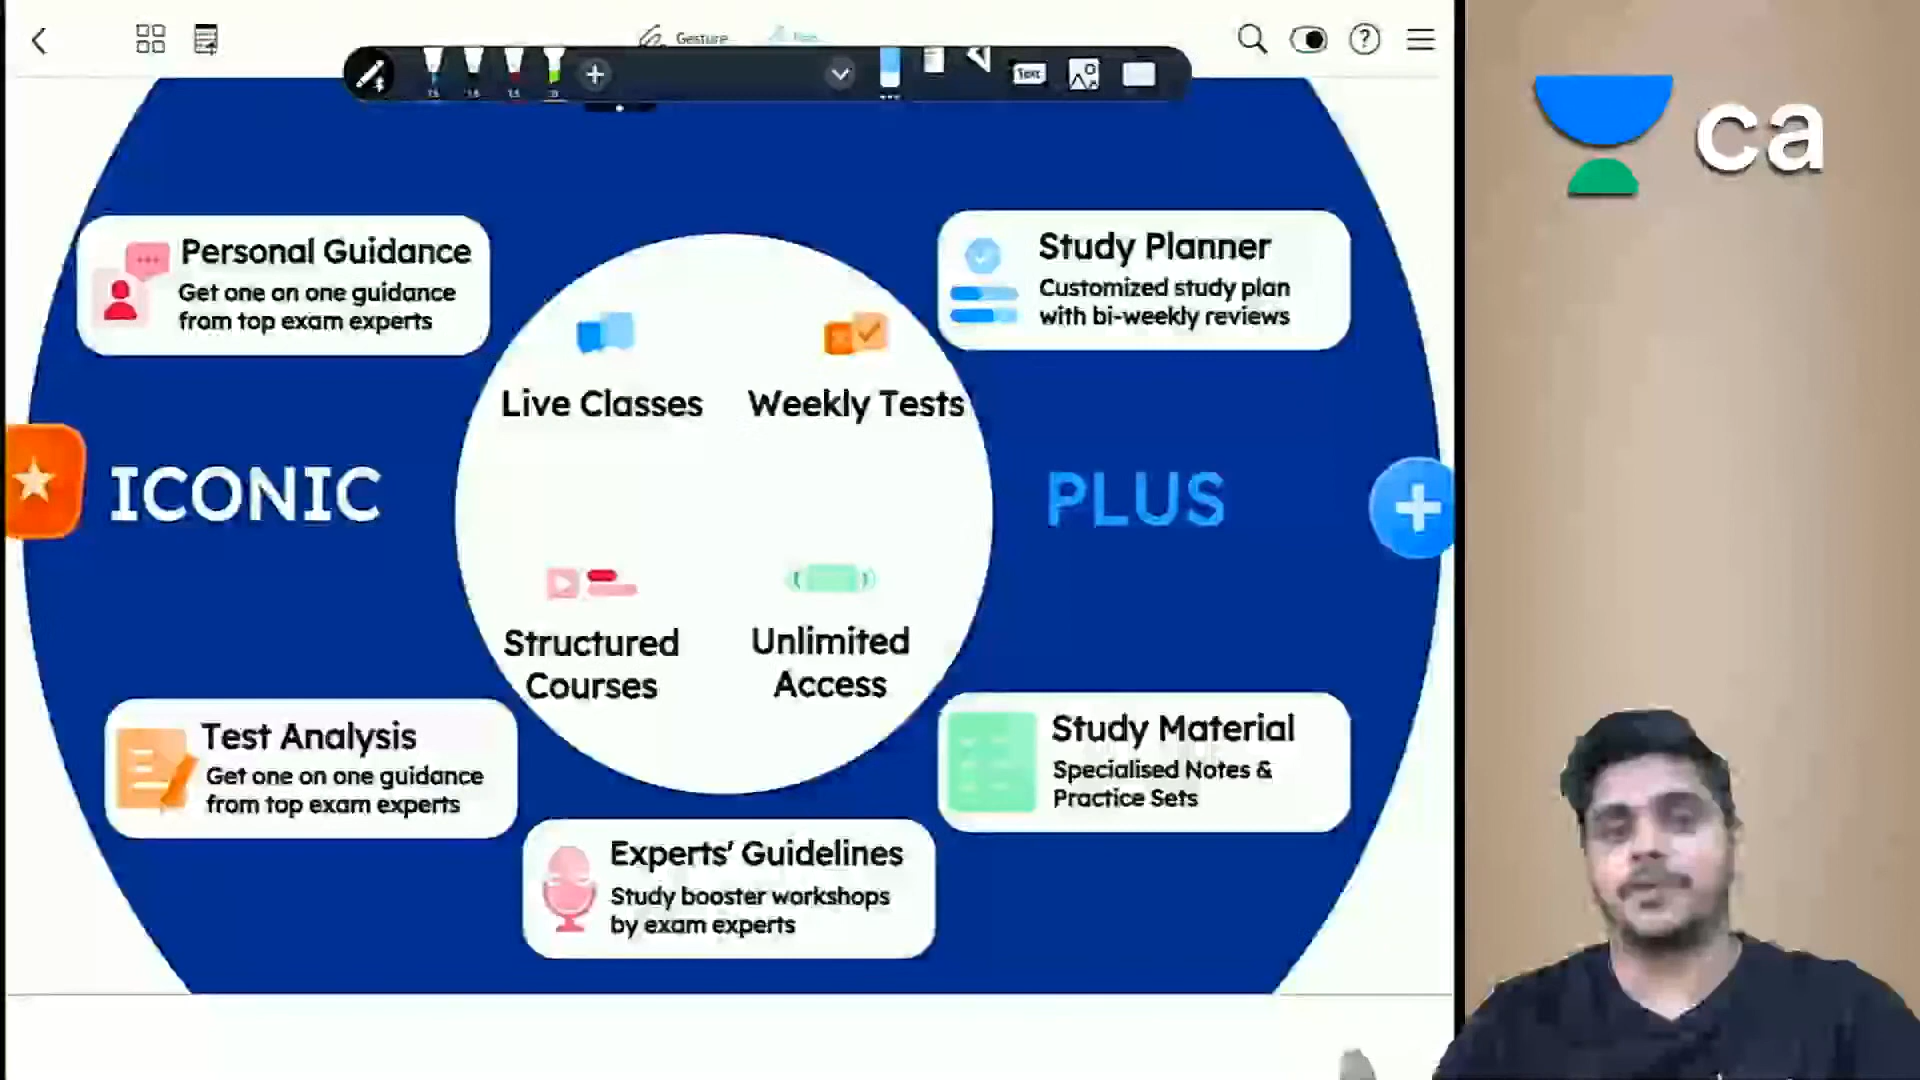 Gesture
Text
ca
Personal Guidance
Get one on one guidance
from top exam experts
Study Planner
Customized study plan
with bi-weekly reviews
Live Classes
Weekly Tests
ICONIC
PLUS
Structured
Courses
Unlimited
Access
Test Analysis
Get one on one guidance
from top exam experts
Study Material
Specialised Notes &
Practice Sets
Experts' Guidelines
Study booster workshops
by exam experts